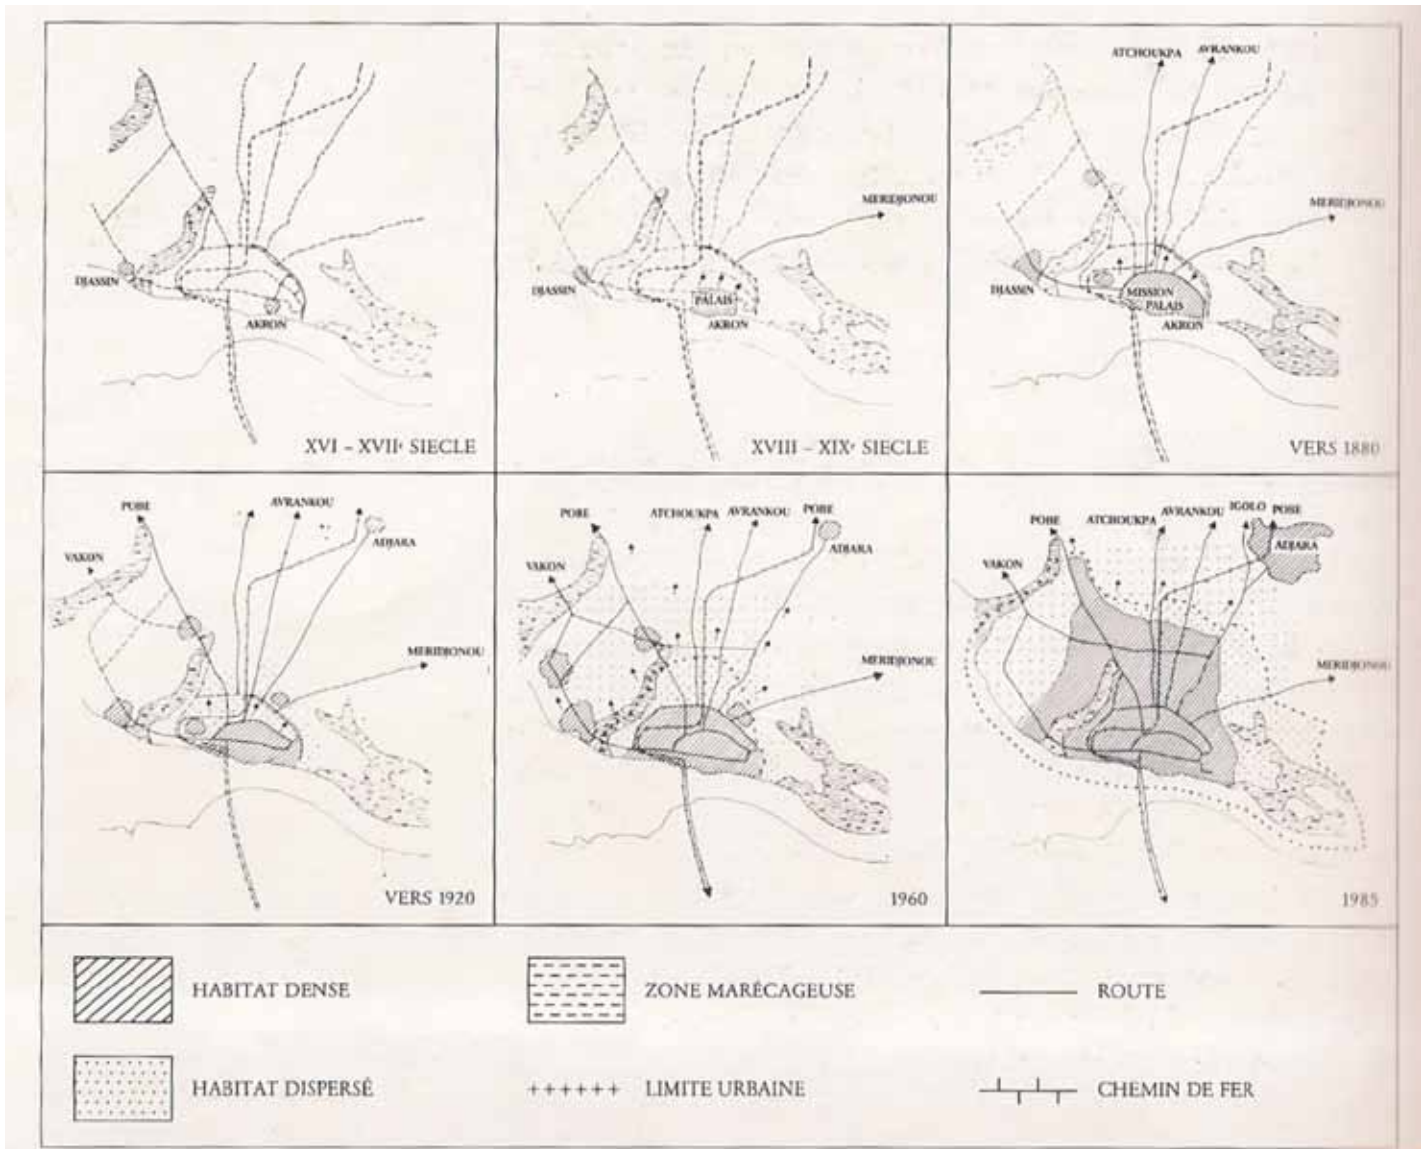 DJASSIN
AKRON
XVI – XVIIᵉ SIECLE
MERIDJONOU
DJASSIN
PALAIS
AKRON
XVIII – XIXᵉ SIECLE
ATCHOUKPA
AVRANKOU
MERIDJONOU
DJASSIN
MISSION
PALAIS
AKRON
VERS 1880
POBE
AVRANKOU
VAKON
ADJARA
MERIDJONOU
VERS 1920
POBE
ATCHOUKPA
AVRANKOU
POBE
ADJARA
VAKON
MERIDJONOU
1960
POBE
ATCHOUKPA
AVRANKOU
IGOLO
POBE
ADJARA
VAKON
MERIDJONOU
1985
HABITAT DENSE
ZONE MARÉCAGEUSE
ROUTE
HABITAT DISPERSÉ
LIMITE URBAINE
CHEMIN DE FER